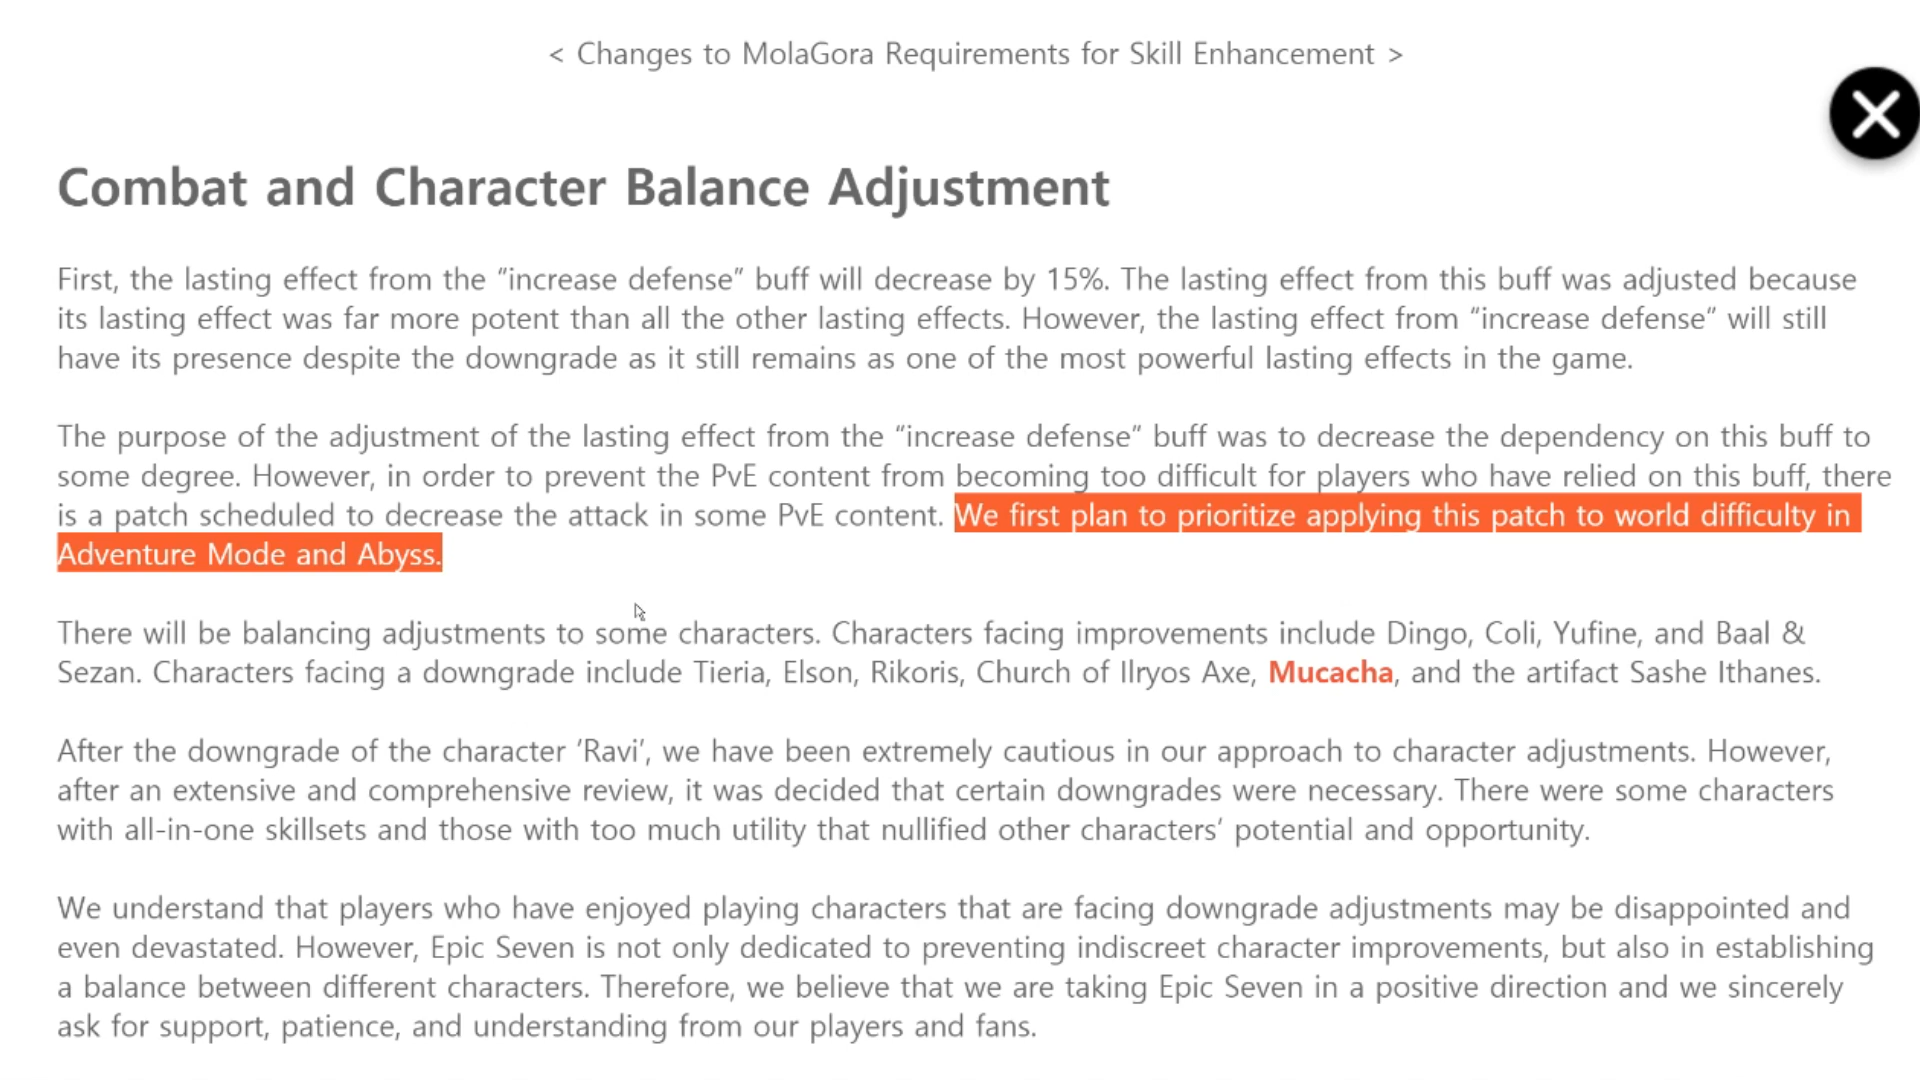 < Changes to MolaGora Requirements for Skill Enhancement >
Combat and Character Balance Adjustment
First, the lasting effect from the “increase defense” buff will decrease by 15%. The lasting effect from this buff was adjusted because
its lasting effect was far more potent than all the other lasting effects. However, the lasting effect from “increase defense” will still
have its presence despite the downgrade as it still remains as one of the most powerful lasting effects in the game.
The purpose of the adjustment of the lasting effect from the “increase defense” buff was to decrease the dependency on this buff to
some degree. However, in order to prevent the PvE content from becoming too difficult for players who have relied on this buff, there
is a patch scheduled to decrease the attack in some PvE content. We first plan to prioritize applying this patch to world difficulty in
Adventure Mode and Abyss.
There will be balancing adjustments to some characters. Characters facing improvements include Dingo, Coli, Yufine, and Baal &
Sezan. Characters facing a downgrade include Tieria, Elson, Rikoris, Church of Ilryos Axe, Mucacha, and the artifact Sashe Ithanes.
After the downgrade of the character ‘Ravi’, we have been extremely cautious in our approach to character adjustments. However,
after an extensive and comprehensive review, it was decided that certain downgrades were necessary. There were some characters
with all-in-one skillsets and those with too much utility that nullified other characters’ potential and opportunity.
We understand that players who have enjoyed playing characters that are facing downgrade adjustments may be disappointed and
even devastated. However, Epic Seven is not only dedicated to preventing indiscreet character improvements, but also in establishing
a balance between different characters. Therefore, we believe that we are taking Epic Seven in a positive direction and we sincerely
ask for support, patience, and understanding from our players and fans.